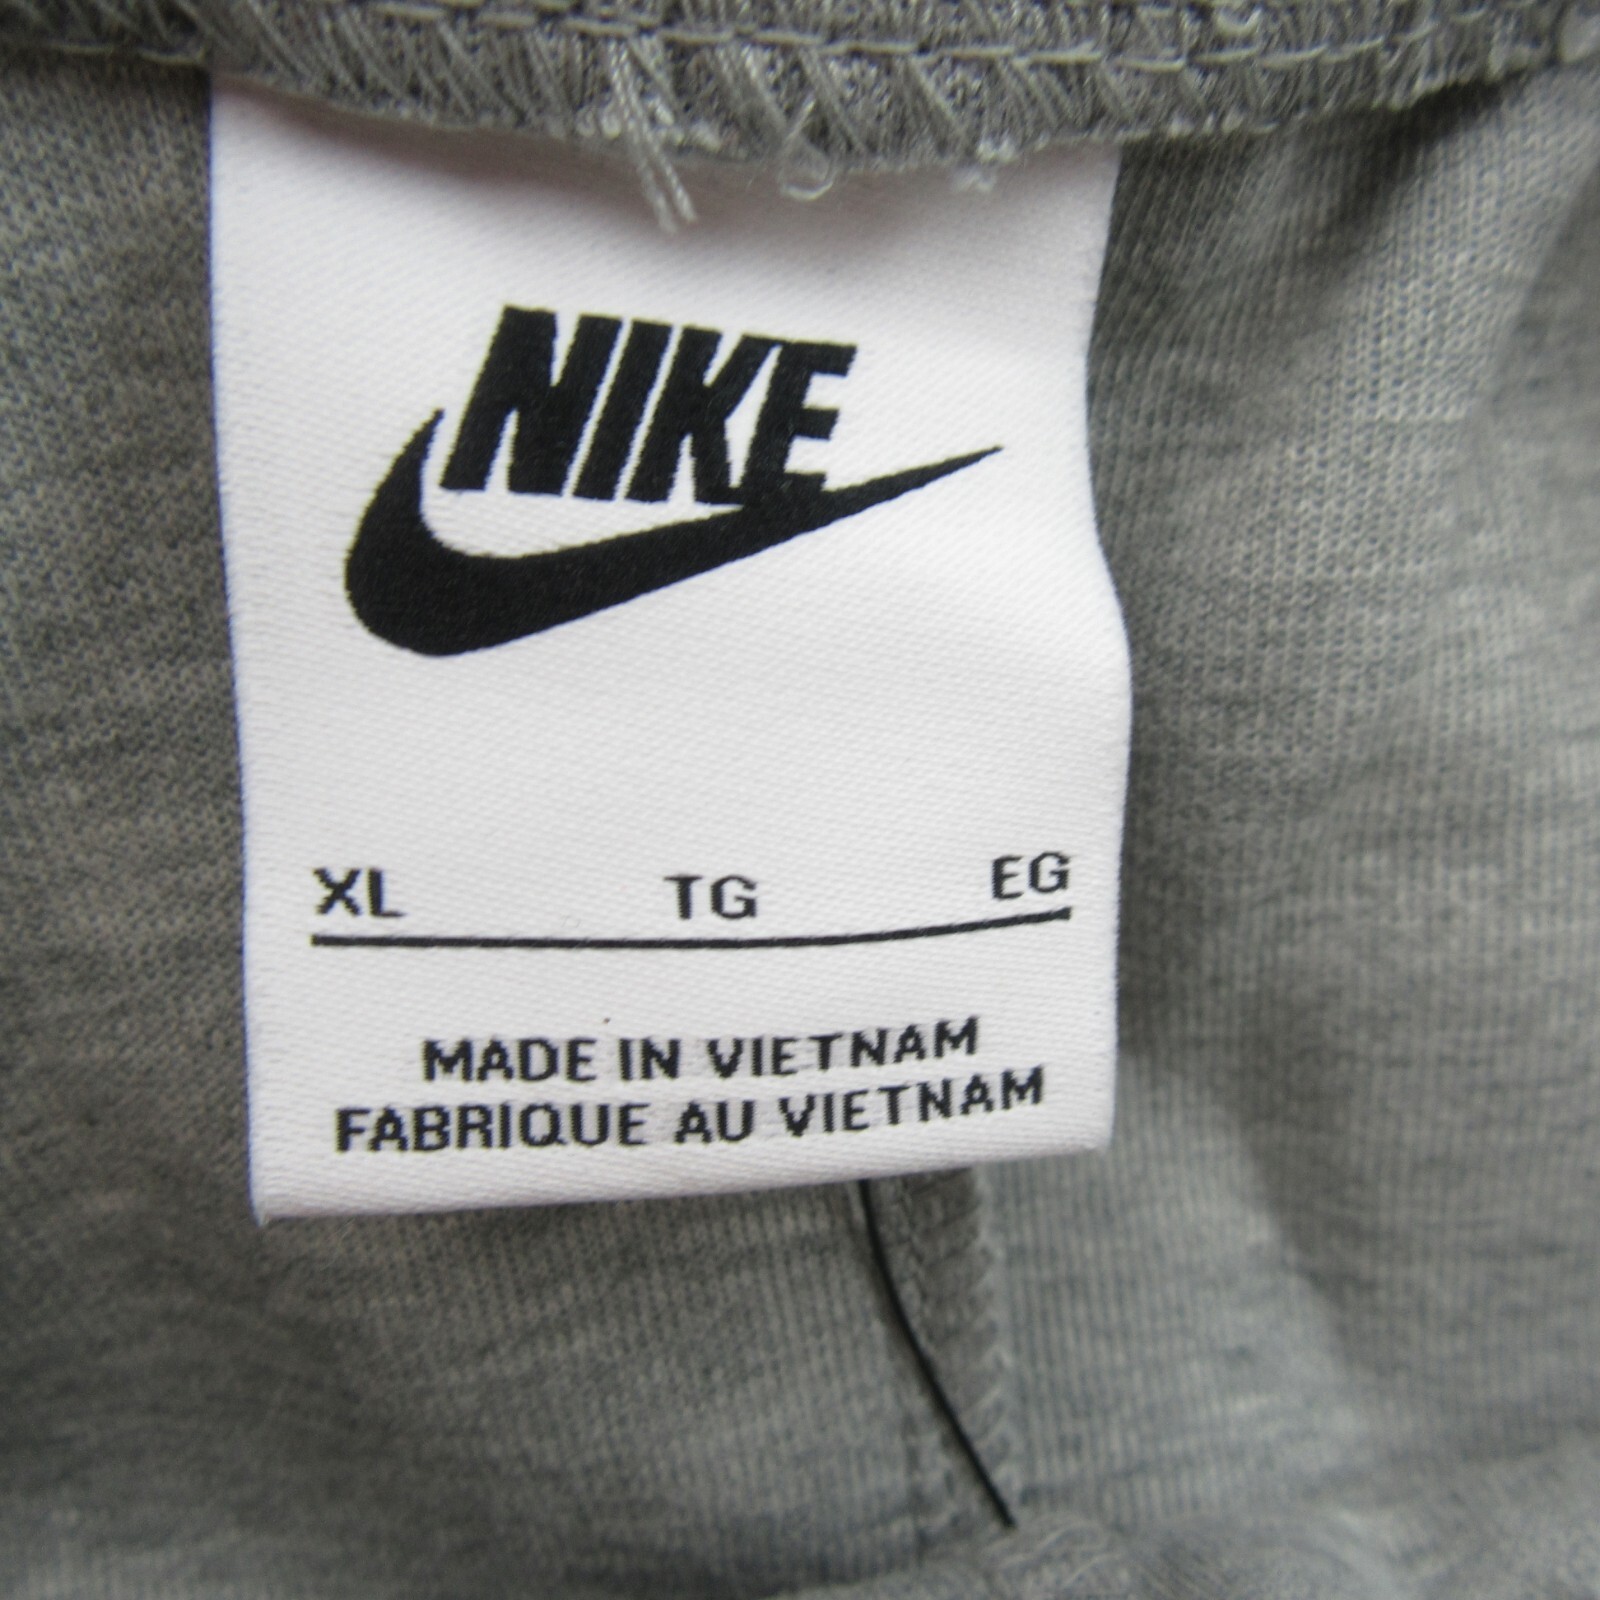 NIKE
XL TG EG
MADE IN VIETNAM
FABRIQUE AU VIETNAM